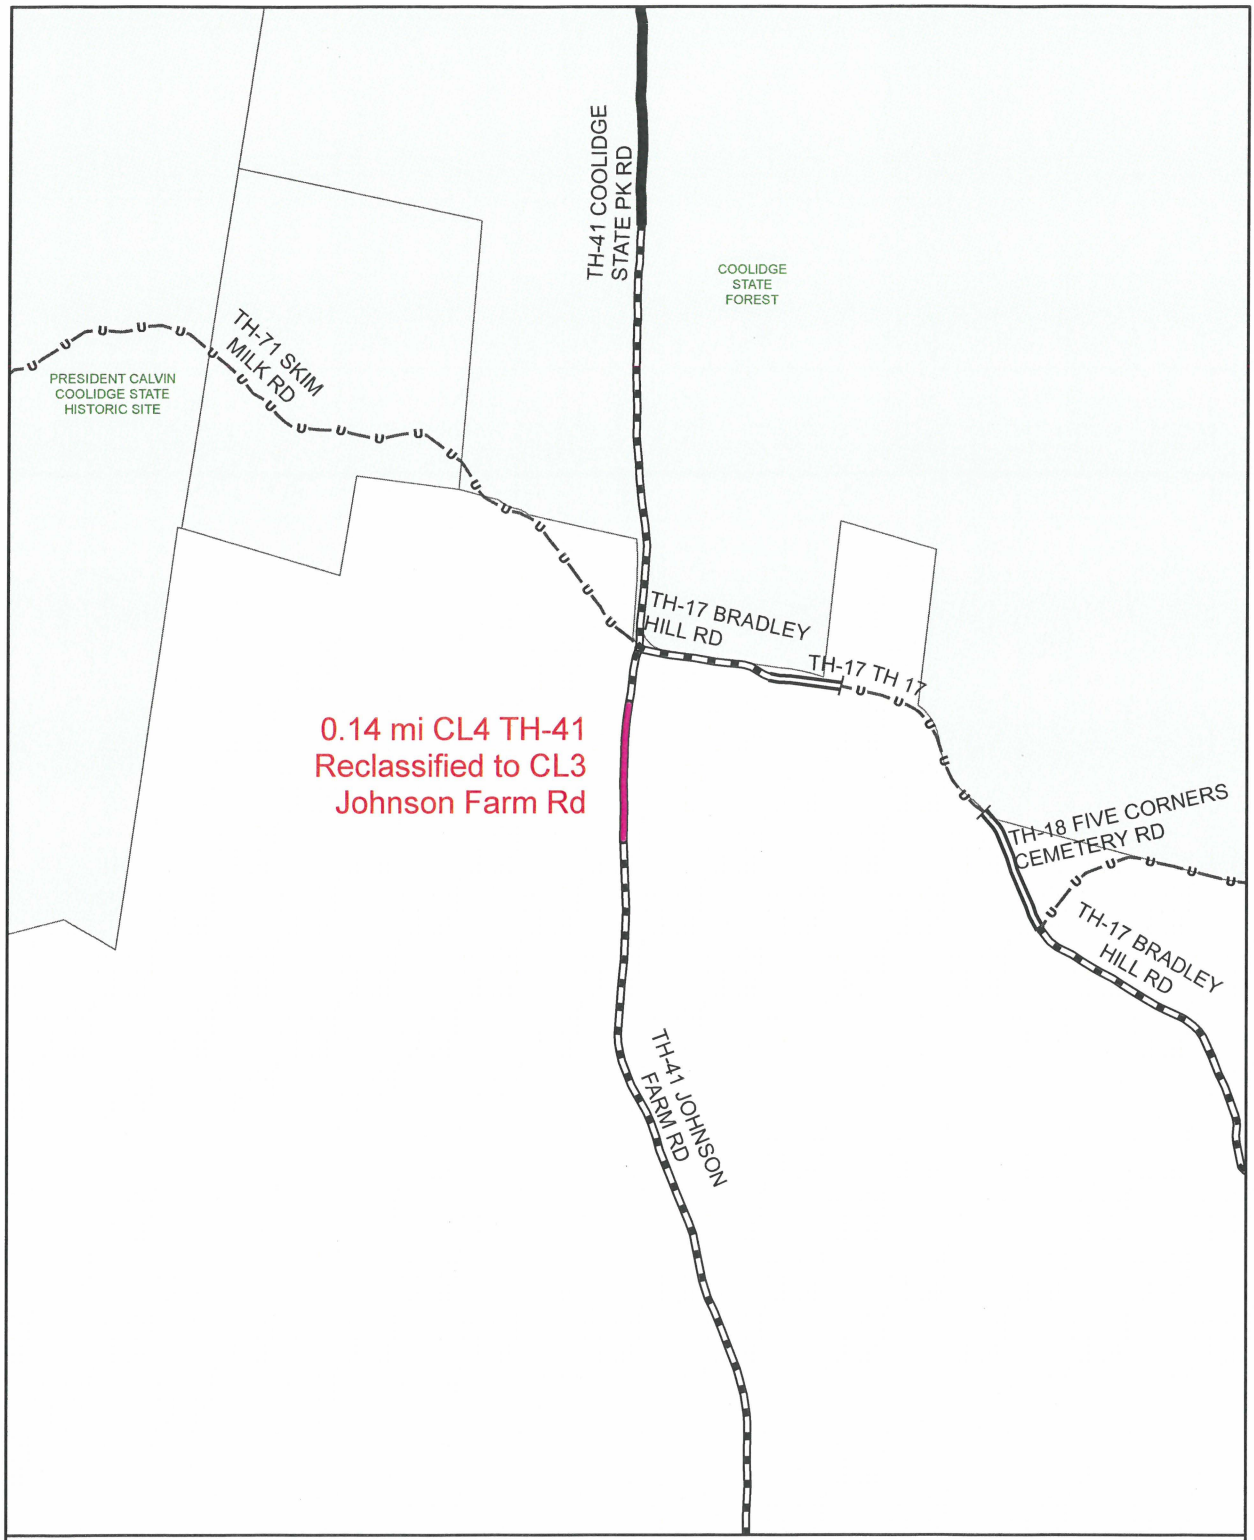 TH-41 COOLIDGE
STATE PK RD
COOLIDGE
STATE
FOREST
TH-71 SKIM
MILK RD
PRESIDENT CALVIN
COOLIDGE STATE
HISTORIC SITE
TH-17 BRADLEY
HILL RD
TH-17 TH 17
0.14 mi CL4 TH-41
Reclassified to CL3
Johnson Farm Rd
TH-18 FIVE CORNERS
CEMETERY RD
TH-17 BRADLEY
HILL RD
TH-41 JOHNSON
FARM RD